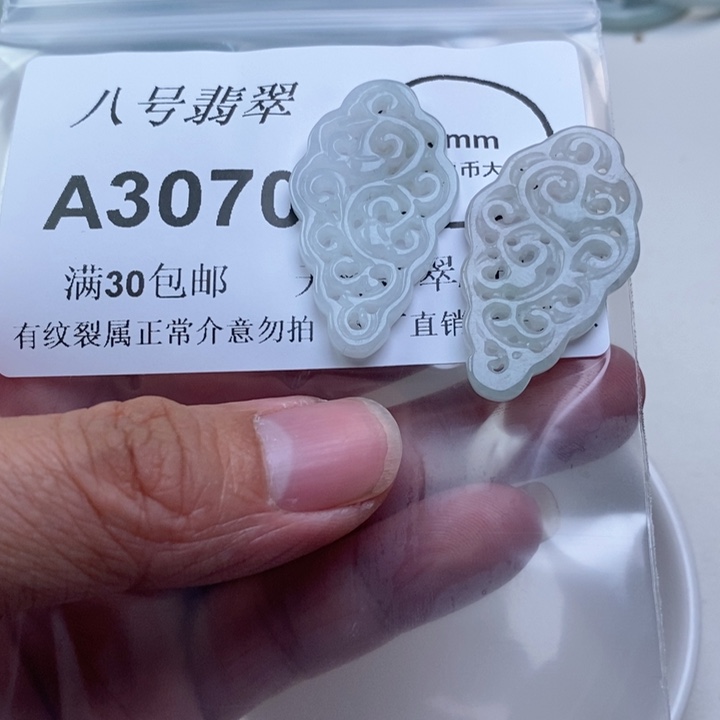 八号翡翠
mm
A3070
币大
满30包邮 翠
有纹裂属正常介意勿拍 直销